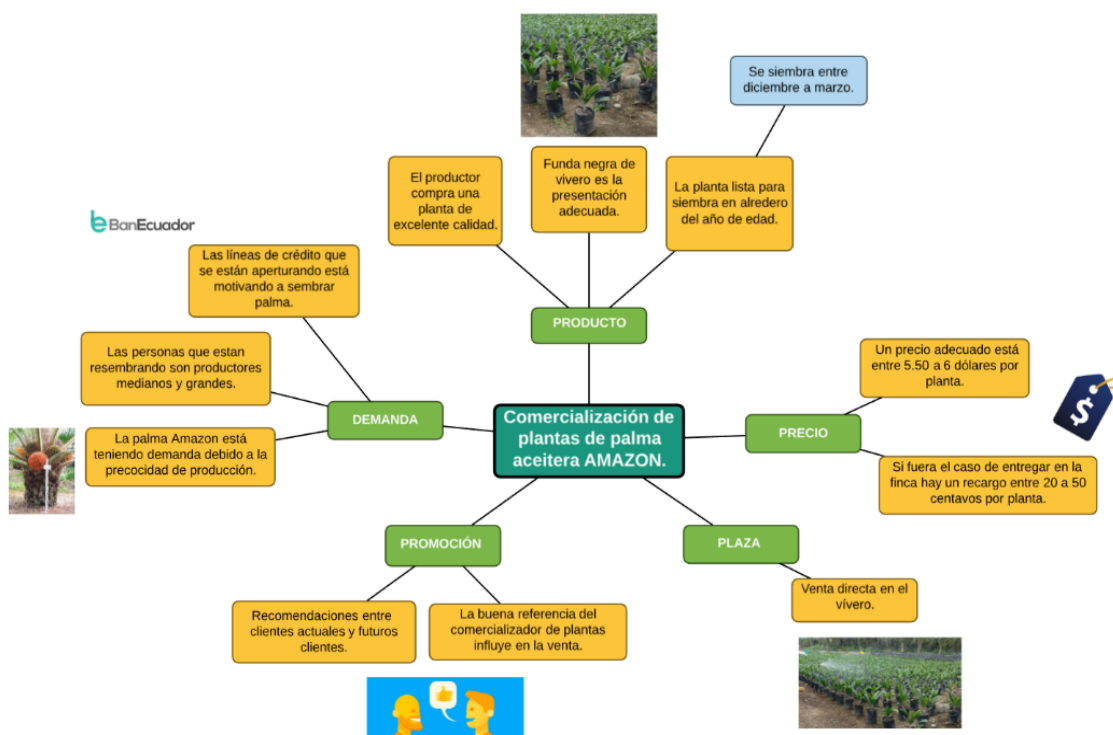 Se siembra entre
diciembre a marzo.
El productor
compra una
planta de
excelente calidad.
Funda negra de
vivero es la
presentación
adecuada.
La planta lista para
siembra en alredero
del año de edad.
BanEcuador
Las líneas de crédito que
se están aperturando está
motivando a sembrar
palma.
PRODUCTO
Las personas que estan
resembrando son productores
medianos y grandes.
Un precio adecuado está
entre 5.50 a 6 dólares por
planta.
DEMANDA
Comercialización de
plantas de palma
aceitera AMAZON.
PRECIO
La palma Amazon está
teniendo demanda debido a la
precocidad de producción.
Si fuera el caso de entregar en la
finca hay un recargo entre 20 a 50
centavos por planta.
PROMOCIÓN
PLAZA
Recomendaciones entre
clientes actuales y futuros
clientes.
La buena referencia del
comercializador de plantas
influye en la venta.
Venta directa en el
vívero.